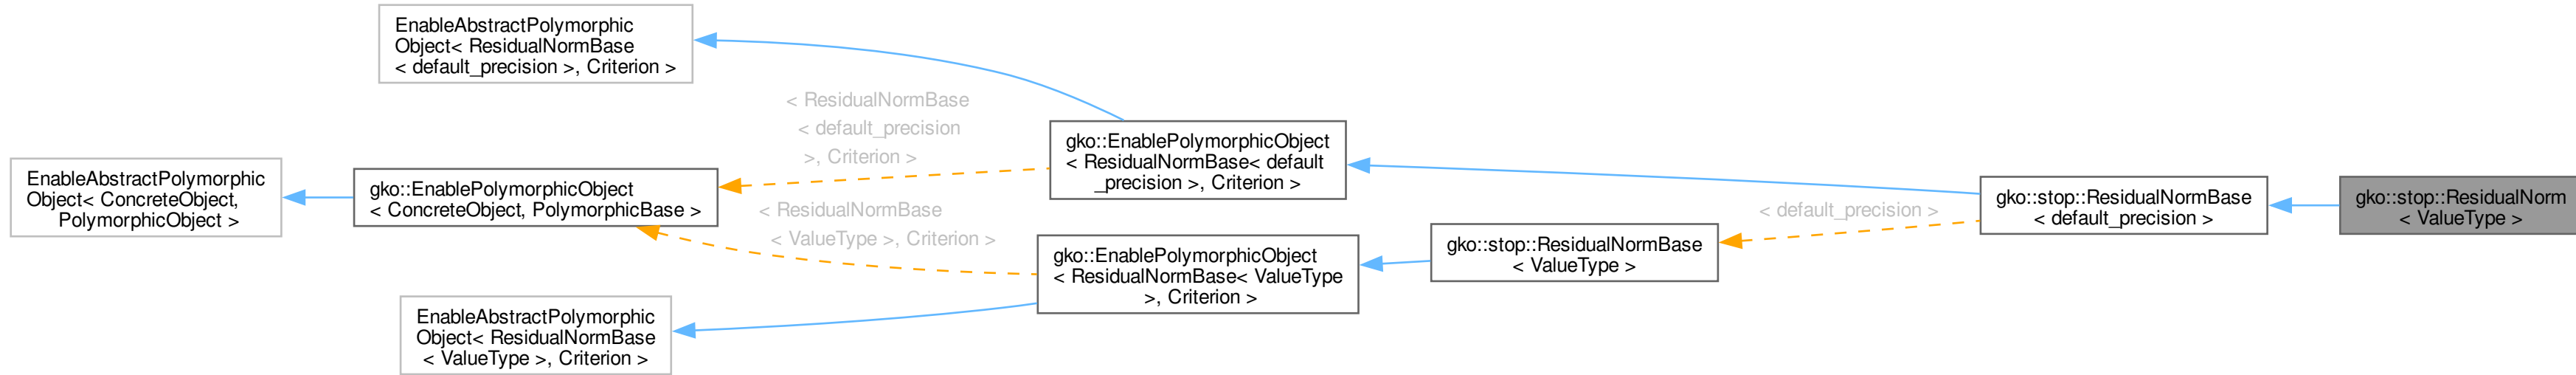 EnableAbstractPolymorphic
Object< ResidualNormBase
< default_precision >, Criterion >
< ResidualNormBase
< default_precision
>, Criterion >
gko::EnablePolymorphicObject
< ResidualNormBase< default
_precision >, Criterion >
EnableAbstractPolymorphic
Object< ConcreteObject,
PolymorphicObject >
gko::EnablePolymorphicObject
< ConcreteObject, PolymorphicBase >
< ResidualNormBase
< ValueType >, Criterion >
gko::EnablePolymorphicObject
< ResidualNormBase< ValueType
>, Criterion >
gko::stop::ResidualNormBase
< ValueType >
< default_precision >
gko::stop::ResidualNormBase
< default_precision >
gko::stop::ResidualNorm
< ValueType >
EnableAbstractPolymorphic
Object< ResidualNormBase
< ValueType >, Criterion >